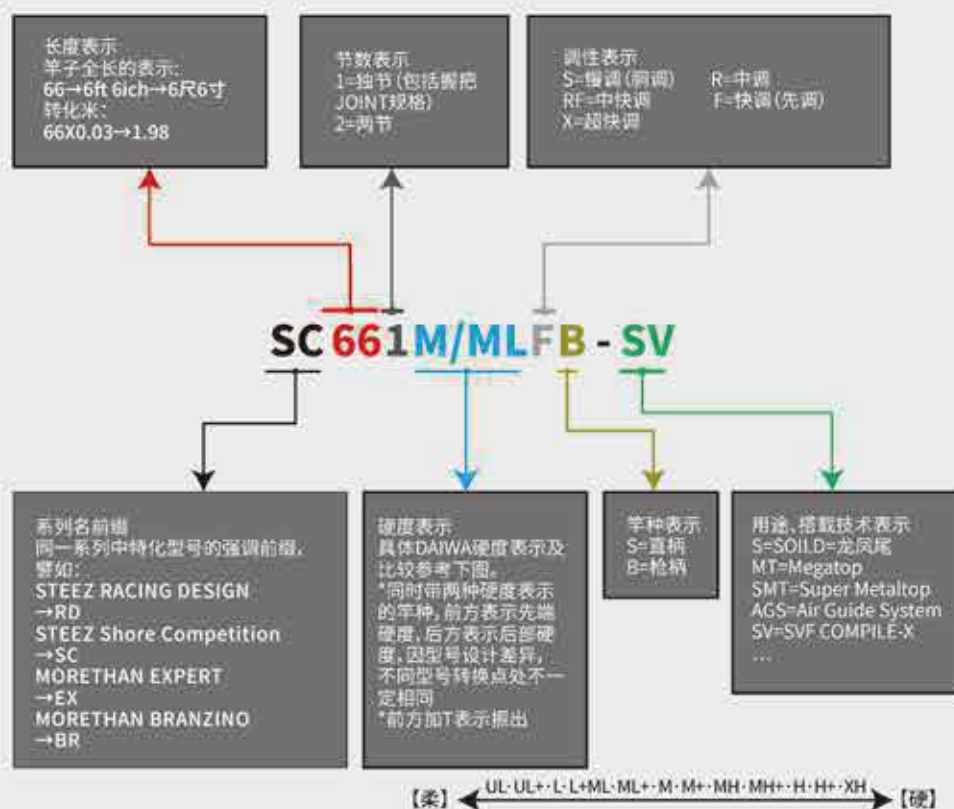 长度表示
竿子全长的表示:
66→6ft 6ich→6尺6寸
转化米:
66X0.03→1.98
节数表示
1=独节(包括握把
JOINT规格)
2=两节
调性表示
S=慢调(胴调) R=中调
RF=中快调 F=快调(先调)
X=超快调
SC661M/MLFB-SV
系列名前缀
同一系列中特化型号的强调前缀,
譬如:
STEEZ RACING DESIGN
→RD
STEEZ Shore Competition
→SC
MORETHAN EXPERT
→EX
MORETHAN BRANZINO
→BR
硬度表示
具体DAIWA硬度表示及
比较参考下图。
*同时带两种硬度表示
的竿种,前方表示先端
硬度,后方表示后部硬
度,因型号设计差异,
不同型号转换点处不一
定相同
*前方加T表示振出
竿种表示
S=直柄
B=枪柄
用途、搭载技术表示
S=SOILD=龙凤尾
MT=Megatop
SMT=Super Metaltop
AGS=Air Guide System
SV=SVF COMPILE-X
...
UL·UL+·L·L+ML·ML+·M·M+·MH·MH+·H·H+·XH
【柔】 【硬】